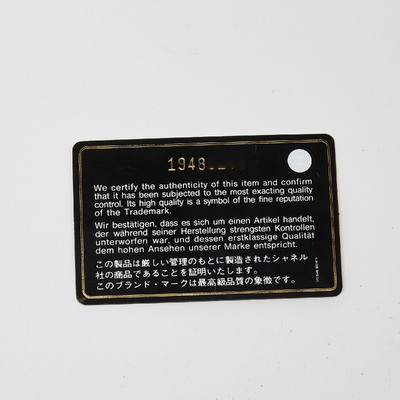 1948
We certify the authenticity of this item and confirm
that it has been subjected to the most exacting quality
control. Its high quality is a symbol of the fine reputation
of the Trademark.
Wir bestätigen, dass es sich um einen Artikel handelt,
der während seiner Herstellung strengsten Kontrollen
unterworfen war, und dessen erstklassige Qualität
dem hohen Ansehen unserer Marke entspricht.
この製品は厳しい管理のもとに製造されたシャネル
社の商品であることを証明いたします。
このブランド・マークは最高級品質の象徴です。